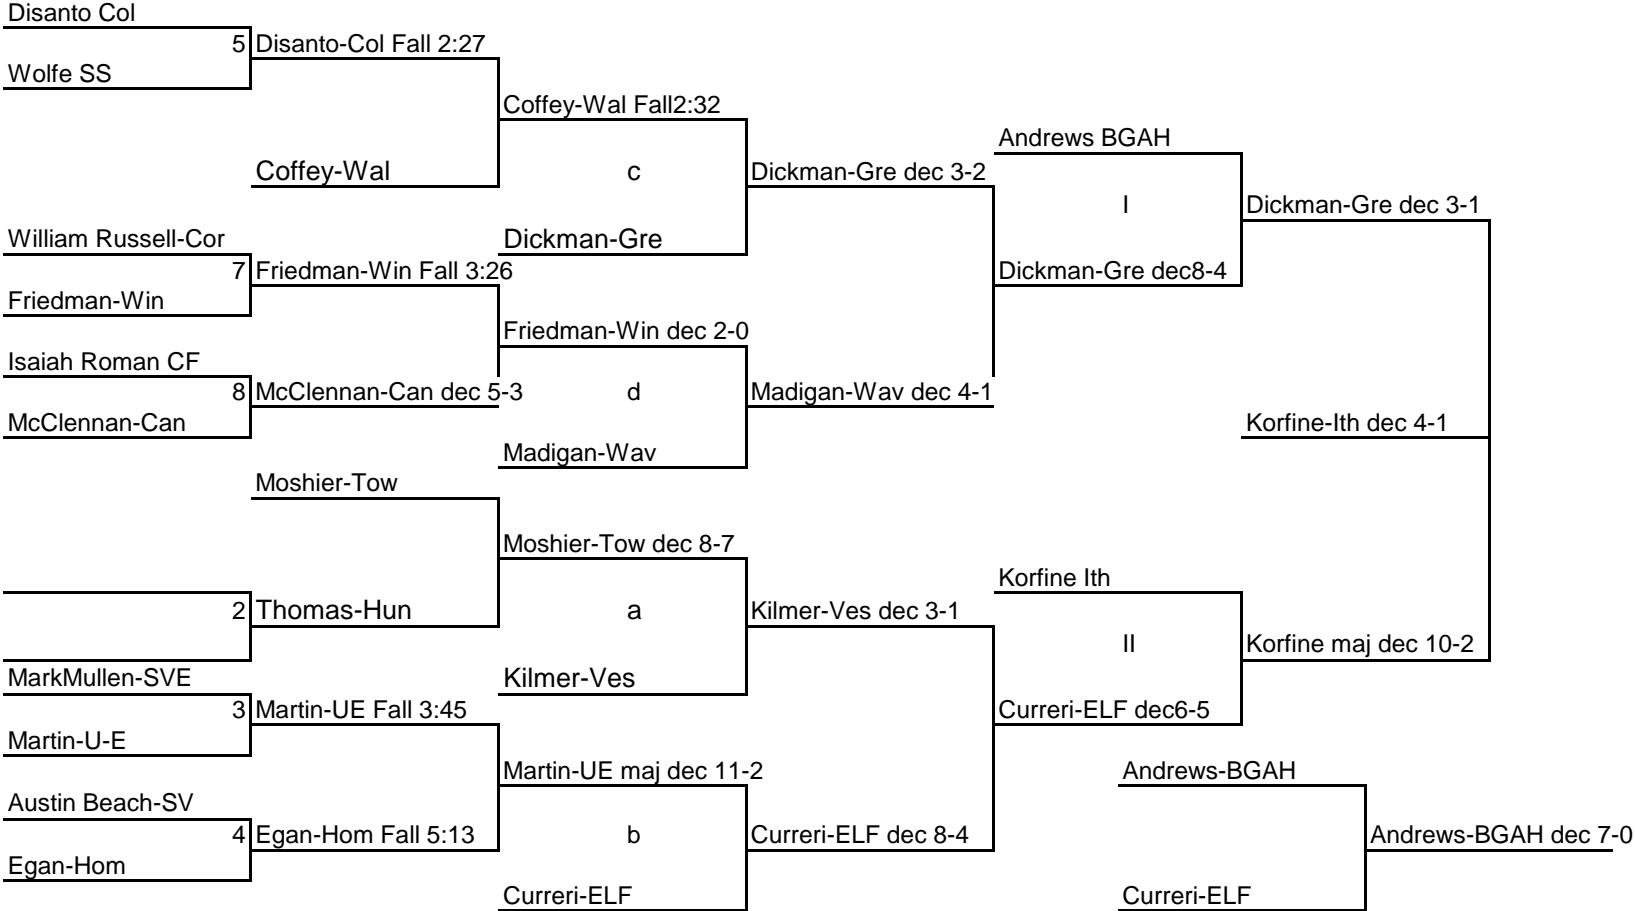 Disanto Col
5 Disanto-Col Fall 2:27
Wolfe SS
Coffey-Wal Fall2:32
Andrews BGAH
Coffey-Wal
c
Dickman-Gre dec 3-2
I
Dickman-Gre dec 3-1
William Russell-Cor
Dickman-Gre
7 Friedman-Win Fall 3:26
Dickman-Gre dec8-4
Friedman-Win
Friedman-Win dec 2-0
Isaiah Roman CF
8 McClennan-Can dec 5-3
d
Madigan-Wav dec 4-1
McClennan-Can
Korfine-Ith dec 4-1
Madigan-Wav
Moshier-Tow
Moshier-Tow dec 8-7
Korfine Ith
2 Thomas-Hun
a
Kilmer-Ves dec 3-1
II
Korfine maj dec 10-2
MarkMullen-SVE
Kilmer-Ves
3 Martin-UE Fall 3:45
Curreri-ELF dec6-5
Martin-U-E
Martin-UE maj dec 11-2
Andrews-BGAH
Austin Beach-SV
4 Egan-Hom Fall 5:13
b
Curreri-ELF dec 8-4
Andrews-BGAH dec 7-0
Egan-Hom
Curreri-ELF
Curreri-ELF